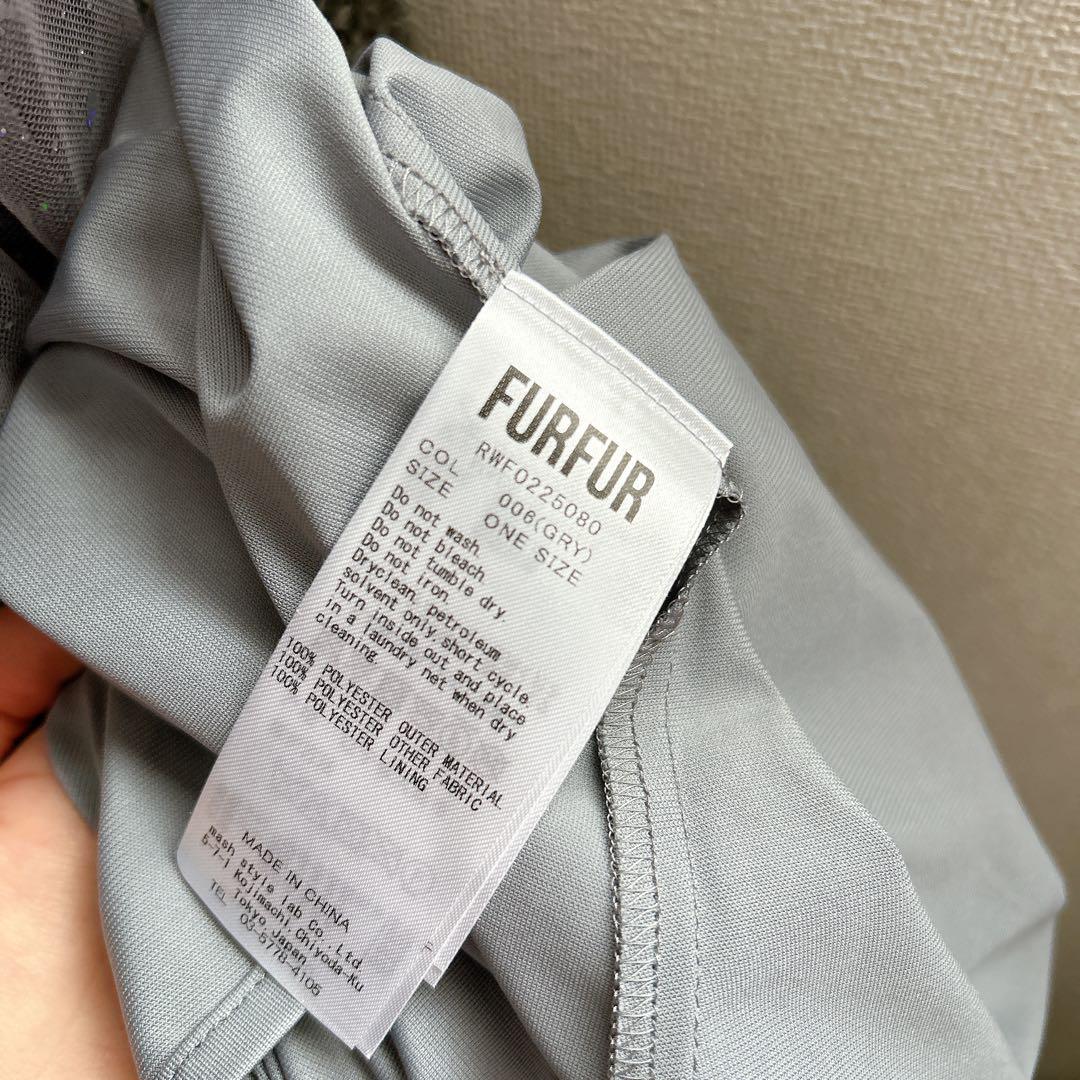 FURFUR
RWF0225080
COL 006(GRY)
SIZE ONE SIZE
Do not wash.
Do not bleach.
Do not tumble dry.
Do not iron.
Dryclean, petroleum
solvent only, short cycle.
Turn inside out and place
in a laundry net when dry
cleaning.
100% POLYESTER OUTER MATERIAL
100% POLYESTER OTHER FABRIC
100% POLYESTER LINING
MADE IN CHINA
mash style lab Co.,Ltd.
5-7-1 Kojimachi Chiyoda-Ku
Tokyo Japan
TEL 03-5778-4105